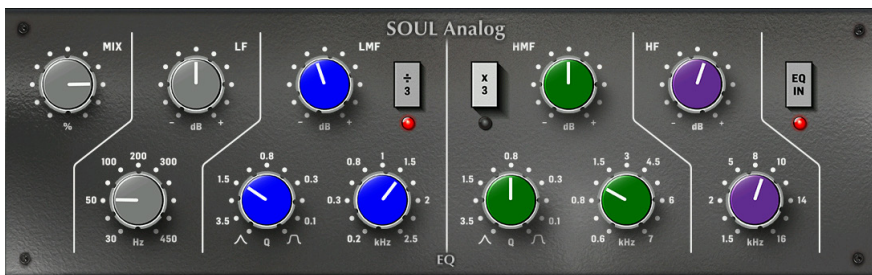 SOUL Analog
MIX
LF
LMF
HMF
HF
÷
3
x
3
EQ
IN
%
- dB +
- dB +
- dB +
- dB +
100 200 300
50
30 Hz 450
0.8
1.5 0.3
3.5 0.1
Q
0.8 1 1.5
0.3 2
0.2 kHz 2.5
0.8
1.5 0.3
3.5 0.1
Q
1.5 3 4.5
0.8 6
0.6 kHz 7
5 8 10
2 14
1.5 kHz 16
EQ